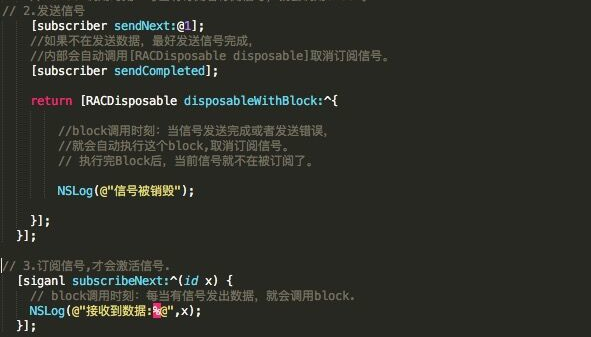 // 2.发送信号
[subscriber sendNext:@1];
//如果不在发送数据，最好发送信号完成，
//内部会自动调用[RACDisposable disposable]取消订阅信号。
[subscriber sendCompleted];
return [RACDisposable disposableWithBlock:^{
//block调用时刻：当信号发送完成或者发送错误，
//就会自动执行这个block,取消订阅信号。
// 执行完Block后，当前信号就不在被订阅了。
NSLog(@"信号被销毁");
}];
}];
// 3.订阅信号,才会激活信号.
[siganl subscribeNext:^(id x) {
// block调用时刻：每当有信号发出数据，就会调用block.
NSLog(@"接收到数据:%@",x);
}];